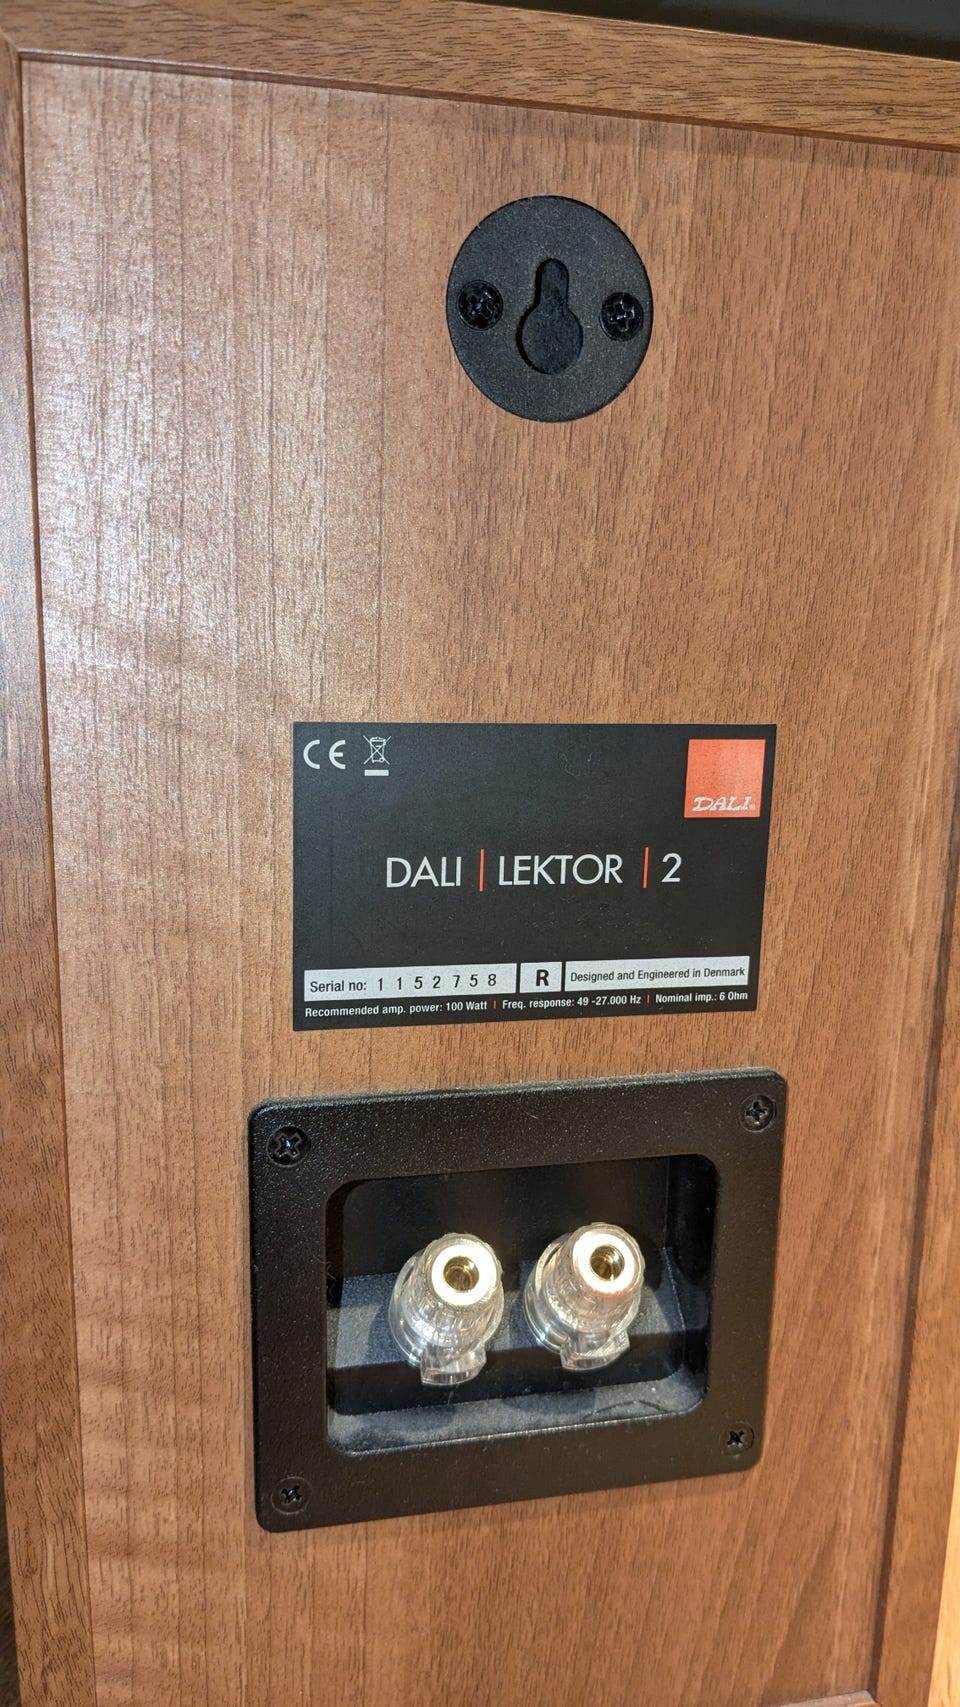 CE
DALI®
DALI | LEKTOR | 2
Serial no: 1 1 5 2 7 5 8 R Designed and Engineered in Denmark
Recommended amp. power: 100 Watt | Freq. response: 49 -27.000 Hz | Nominal imp.: 6 Ohm